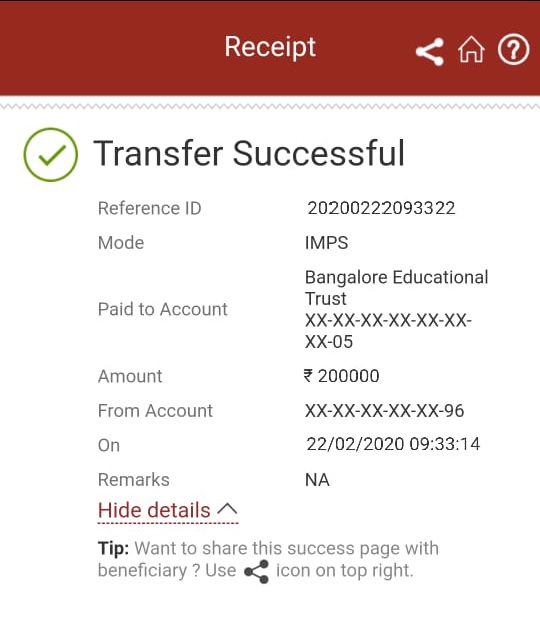 Receipt
Transfer Successful
Reference ID 20200222093322
Mode IMPS
Paid to Account Bangalore Educational
Trust
XX-XX-XX-XX-XX-XX-
XX-05
Amount ₹ 200000
From Account XX-XX-XX-XX-XX-96
On 22/02/2020 09:33:14
Remarks NA
Hide details
Tip: Want to share this success page with
beneficiary ? Use icon on top right.